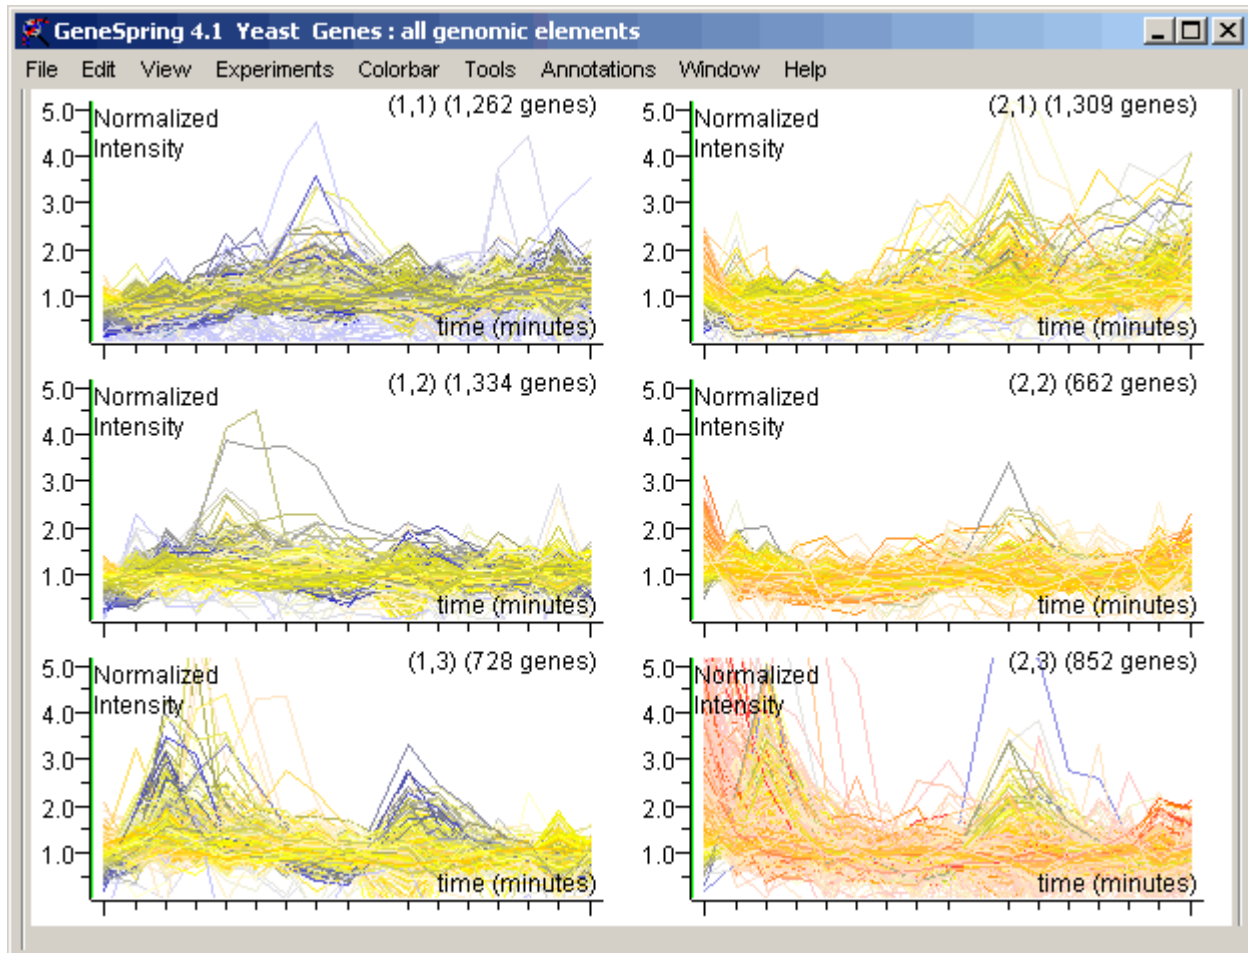 GeneSpring 4.1 Yeast Genes : all genomic elements
File Edit View Experiments Colorbar Tools Annotations Window Help
(1,1) (1,262 genes)
5.0
Normalized
Intensity
4.0
3.0
2.0
1.0
time (minutes)
(2,1) (1,309 genes)
5.0
Normalized
Intensity
4.0
3.0
2.0
1.0
time (minutes)
(1,2) (1,334 genes)
5.0
Normalized
Intensity
4.0
3.0
2.0
1.0
time (minutes)
(2,2) (662 genes)
5.0
Normalized
Intensity
4.0
3.0
2.0
1.0
time (minutes)
(1,3) (728 genes)
5.0
Normalized
Intensity
4.0
3.0
2.0
1.0
time (minutes)
(2,3) (852 genes)
5.0
Normalized
Intensity
4.0
3.0
2.0
1.0
time (minutes)